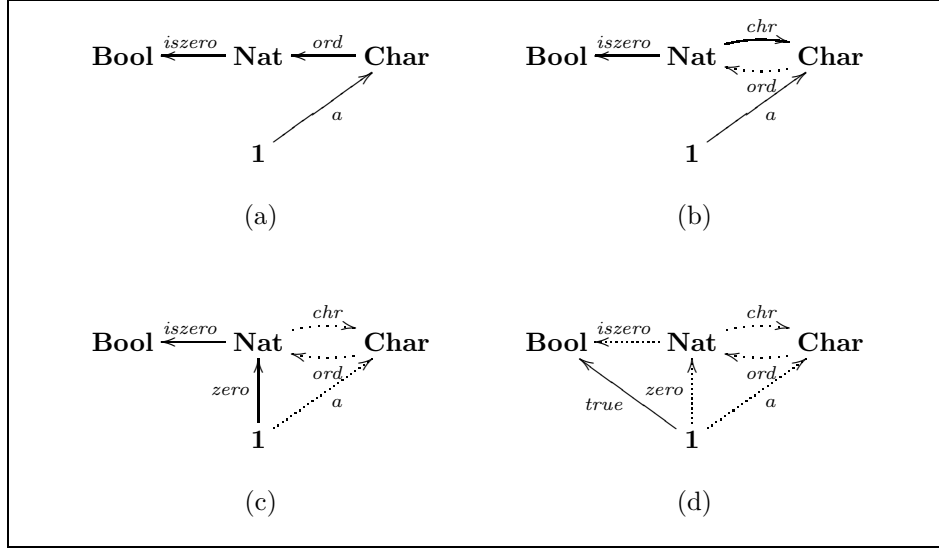 iszero ord
Bool Nat Char
a
1
(a)
chr
iszero
Bool Nat Char
ord
a
1
(b)
chr
iszero
Bool Nat Char
ord
zero a
1
(c)
chr
iszero
Bool Nat Char
ord
true zero a
1
(d)